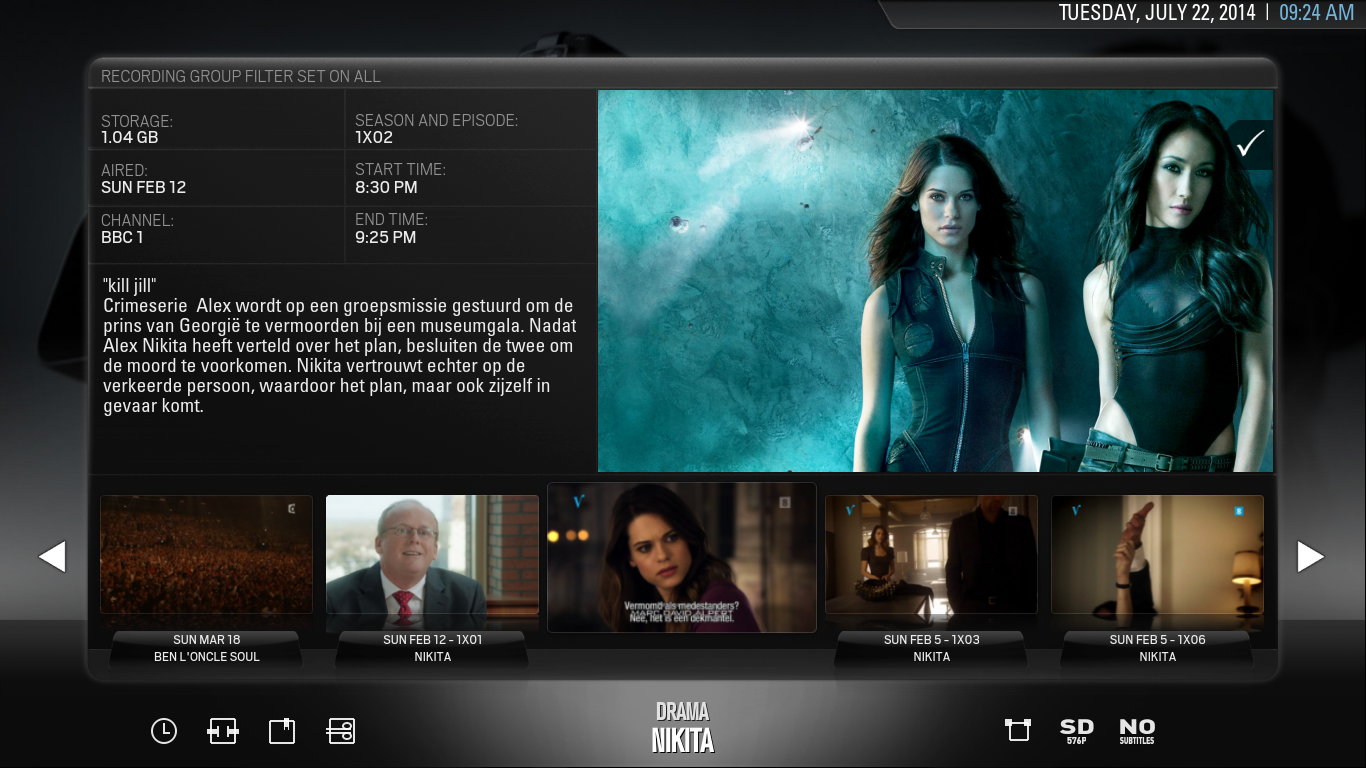 TUESDAY, JULY 22, 2014 | 09:24 AM
RECORDING GROUP FILTER SET ON ALL
STORAGE:
1.04 GB
SEASON AND EPISODE:
1X02
AIRED:
SUN FEB 12
START TIME:
8:30 PM
CHANNEL:
BBC 1
END TIME:
9:25 PM
"kill jill"
Crimeserie Alex wordt op een groepsmissie gestuurd om de
prins van Georgië te vermoorden bij een museumgala. Nadat
Alex Nikita heeft verteld over het plan, besluiten de twee om
de moord te voorkomen. Nikita vertrouwt echter op de
verkeerde persoon, waardoor het plan, maar ook zijzelf in
gevaar komt.
V
8
V
8
V
8
Vermomd als medestanders?
MARC DAVID ALPERT
Nee, het is een dekmantel.
SUN MAR 18
BEN L'ONCLE SOUL
SUN FEB 12 - 1X01
NIKITA
SUN FEB 5 - 1X03
NIKITA
SUN FEB 5 - 1X06
NIKITA
DRAMA
NIKITA
SD
576P
NO
SUBTITLES